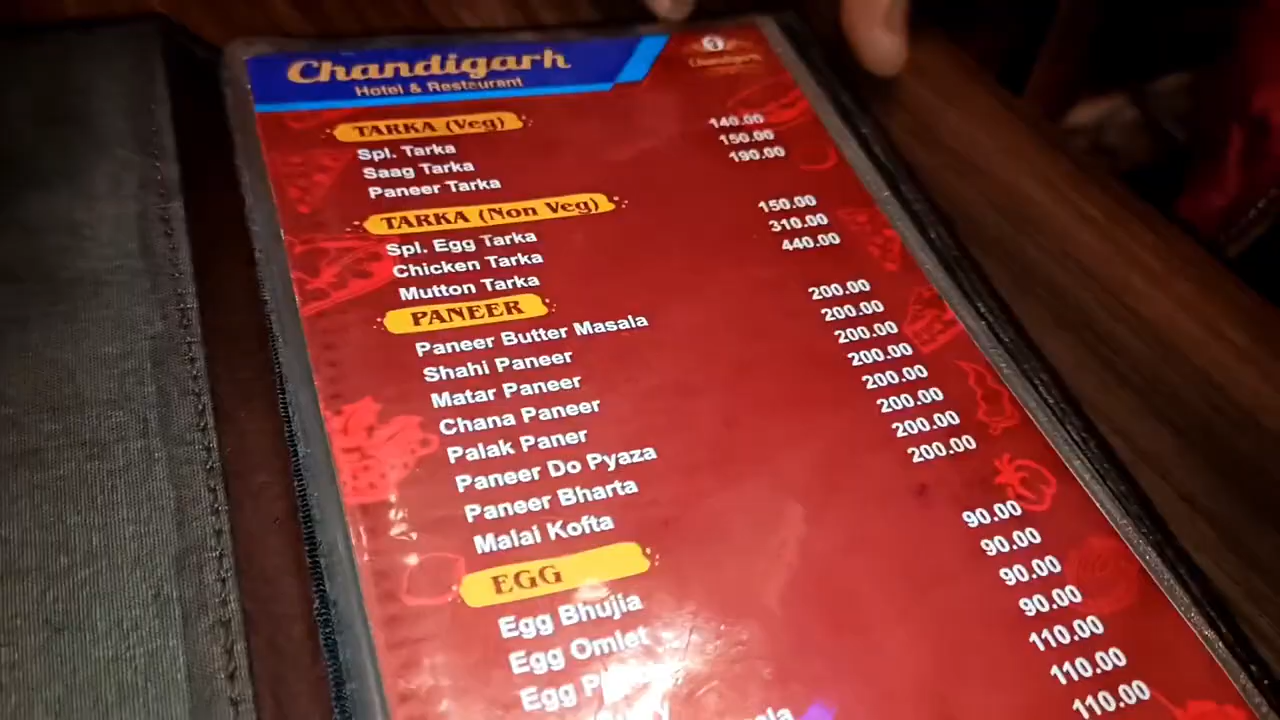 Chandigarh
Hotel & Restaurant
Chandigarh
TARKA (Veg)
Spl. Tarka 140.00
Saag Tarka 150.00
Paneer Tarka 190.00
TARKA (Non Veg)
Spl. Egg Tarka 150.00
Chicken Tarka 310.00
Mutton Tarka 440.00
PANEER
Paneer Butter Masala 200.00
Shahi Paneer 200.00
Matar Paneer 200.00
Chana Paneer 200.00
Palak Paner 200.00
Paneer Do Pyaza 200.00
Paneer Bharta 200.00
Malai Kofta 200.00
EGG
Egg Bhujia 90.00
Egg Omlet 90.00
Egg 90.00
90.00
110.00
110.00
110.00